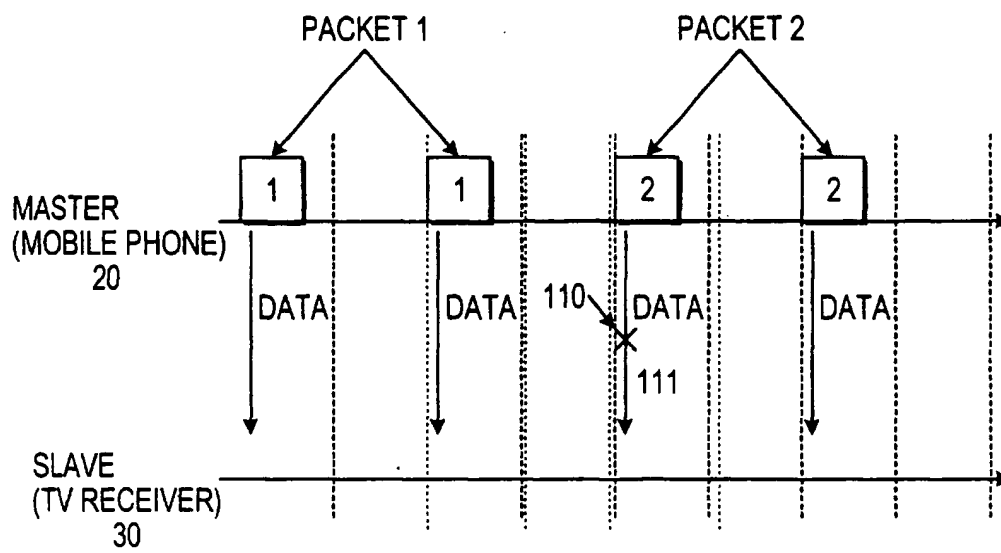 PACKET 1
PACKET 2
1
1
2
2
MASTER
(MOBILE PHONE)
20
DATA
DATA
110
DATA
DATA
111
SLAVE
(TV RECEIVER)
30